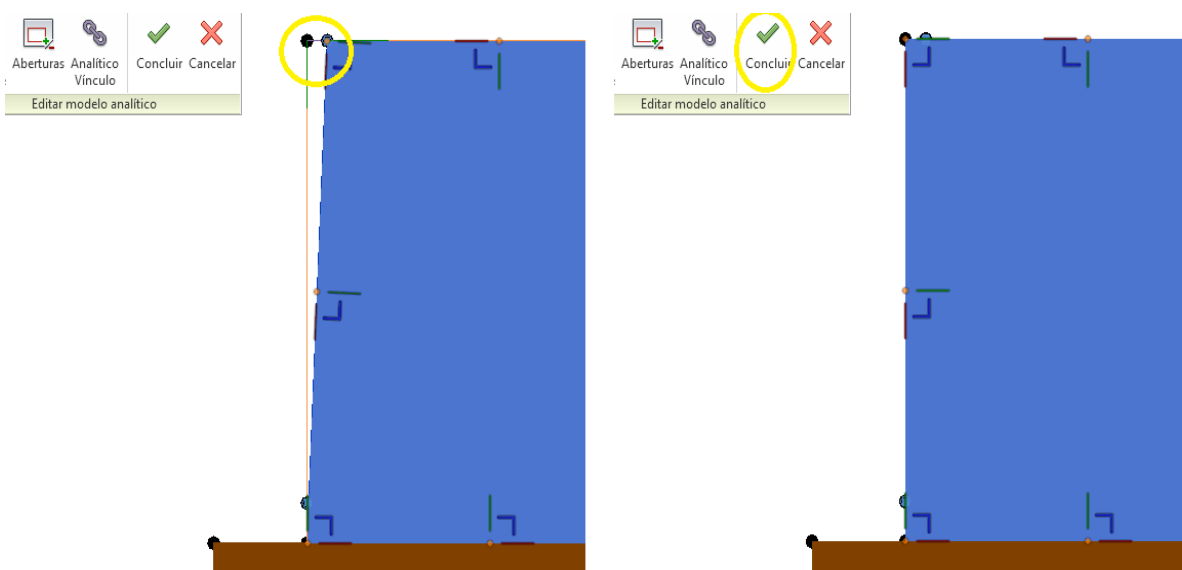 Aberturas Analítico Concluir Cancelar
Vínculo
Editar modelo analítico
Aberturas Analítico Concluir Cancelar
Vínculo
Editar modelo analítico